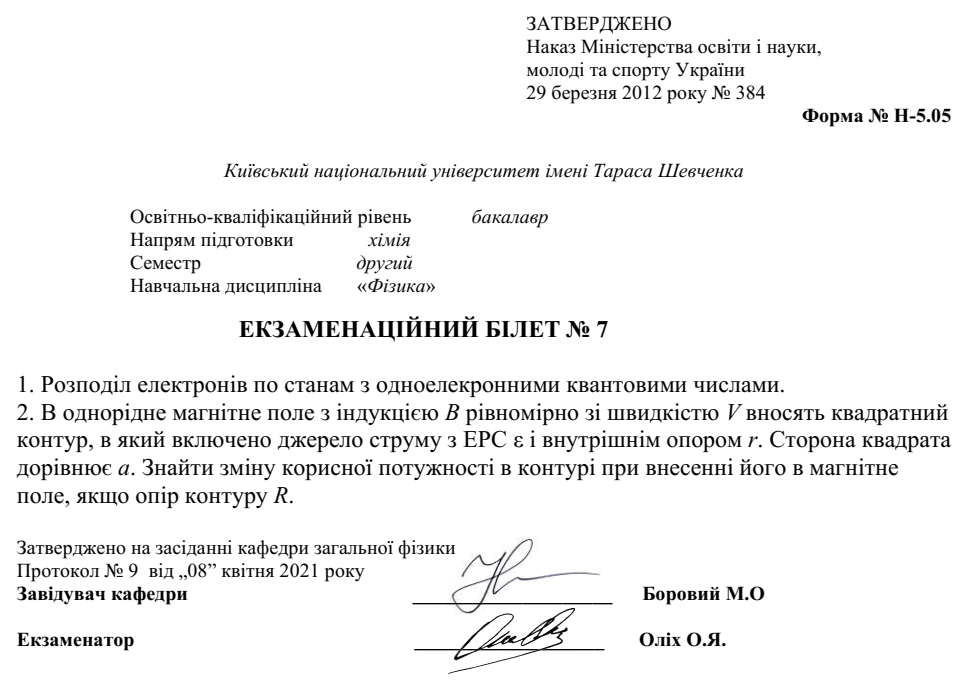 ЗАТВЕРДЖЕНО
Наказ Міністерства освіти і науки,
молоді та спорту України
29 березня 2012 року № 384
Форма № Н-5.05
Київський національний університет імені Тараса Шевченка
Освітньо-кваліфікаційний рівень бакалавр
Напрям підготовки хімія
Семестр другий
Навчальна дисципліна «Фізика»
ЕКЗАМЕНАЦІЙНИЙ БІЛЕТ № 7
1. Розподіл електронів по станам з одноелекронними квантовими числами.
2. В однорідне магнітне поле з індукцією B рівномірно зі швидкістю V вносять квадратний
контур, в який включено джерело струму з ЕРС ε і внутрішнім опором r. Сторона квадрата
дорівнює a. Знайти зміну корисної потужності в контурі при внесенні його в магнітне
поле, якщо опір контуру R.
Затверджено на засіданні кафедри загальної фізики
Протокол № 9 від „08” квітня 2021 року
Завідувач кафедри Боровий М.О
Екзаменатор Оліх О.Я.